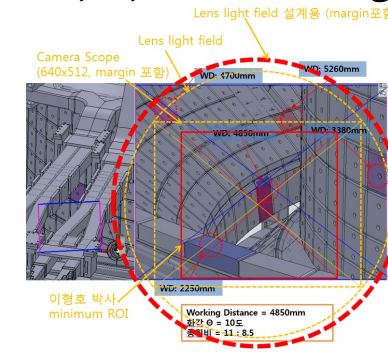 Lens light field 설계용 (margin포함
Lens light field
Camera Scope
(640x512, margin 포함)
WD: 4700mm
WD: 5260mm
WD: 4850mm
WD: 3380mm
WD: 2250mm
이형호 박사
minimum ROI
Working Distance = 4850mm
화각 Θ = 10도
종횡비 = 11 : 8.5